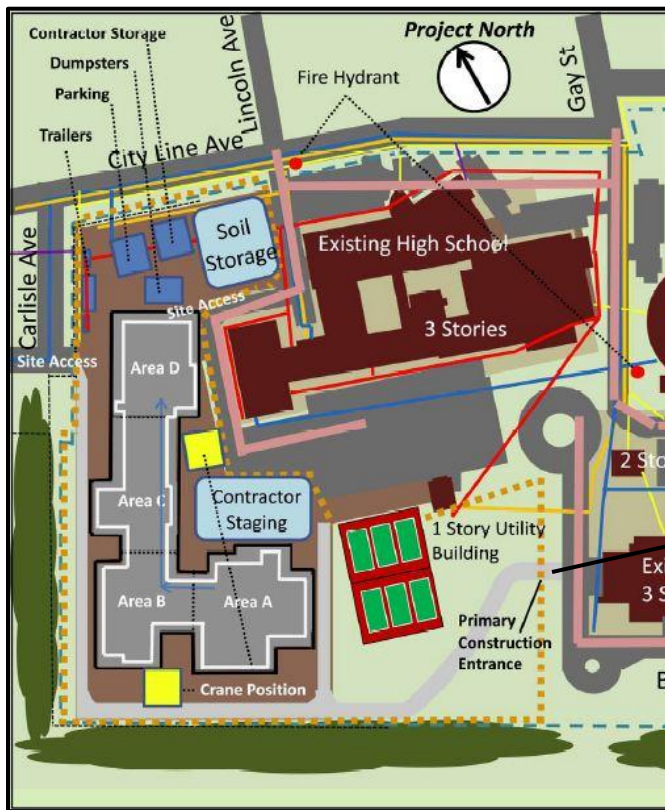 Contractor Storage
Dumpsters
Parking
Trailers
Lincoln Ave
Project North
Gay St
Fire Hydrant
City Line Ave
Carlisle Ave
Soil
Storage
Existing High School
3 Stories
Site Access
Site Access
Area D
Area C
Contractor
Staging
Area B
Area A
1 Story Utility
Building
Primary
Construction
Entrance
Crane Position
2 Sto
Exi
3 S